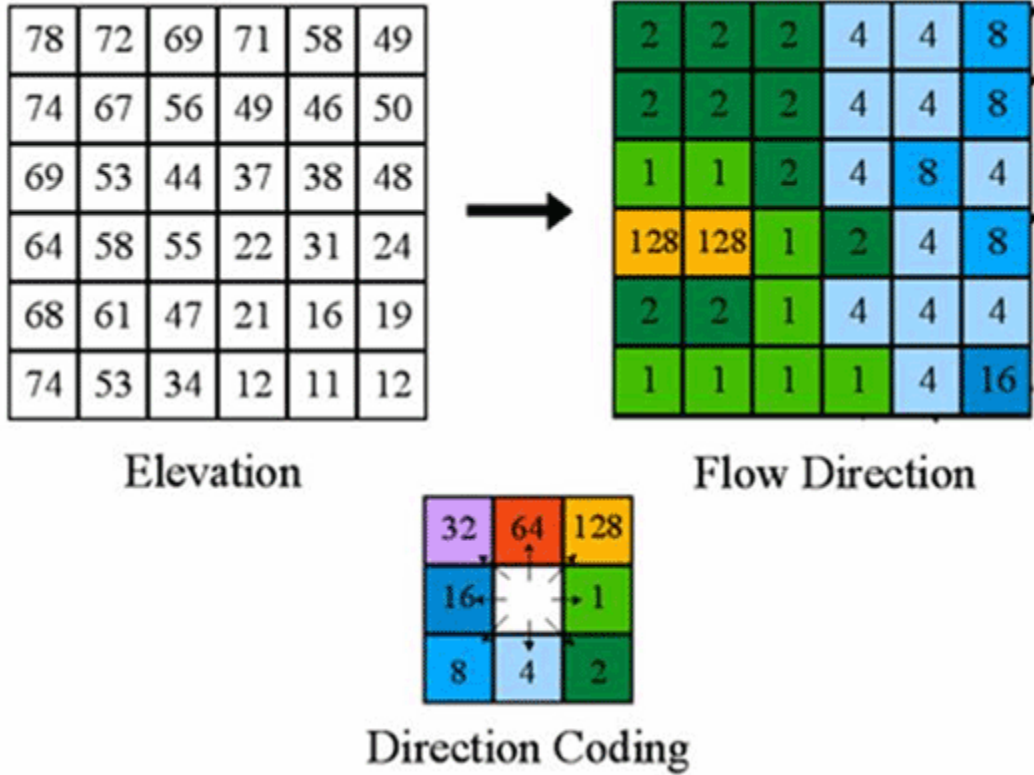 78 72 69 71 58 49 2 2 2 4 4 8
74 67 56 49 46 50 2 2 2 4 4 8
69 53 44 37 38 48 1 1 2 4 8 4
64 58 55 22 31 24 128 128 1 2 4 8
68 61 47 21 16 19 2 2 1 4 4 4
74 53 34 12 11 12 1 1 1 1 4 16
Elevation Flow Direction
32 64 128
16 1
8 4 2
Direction Coding